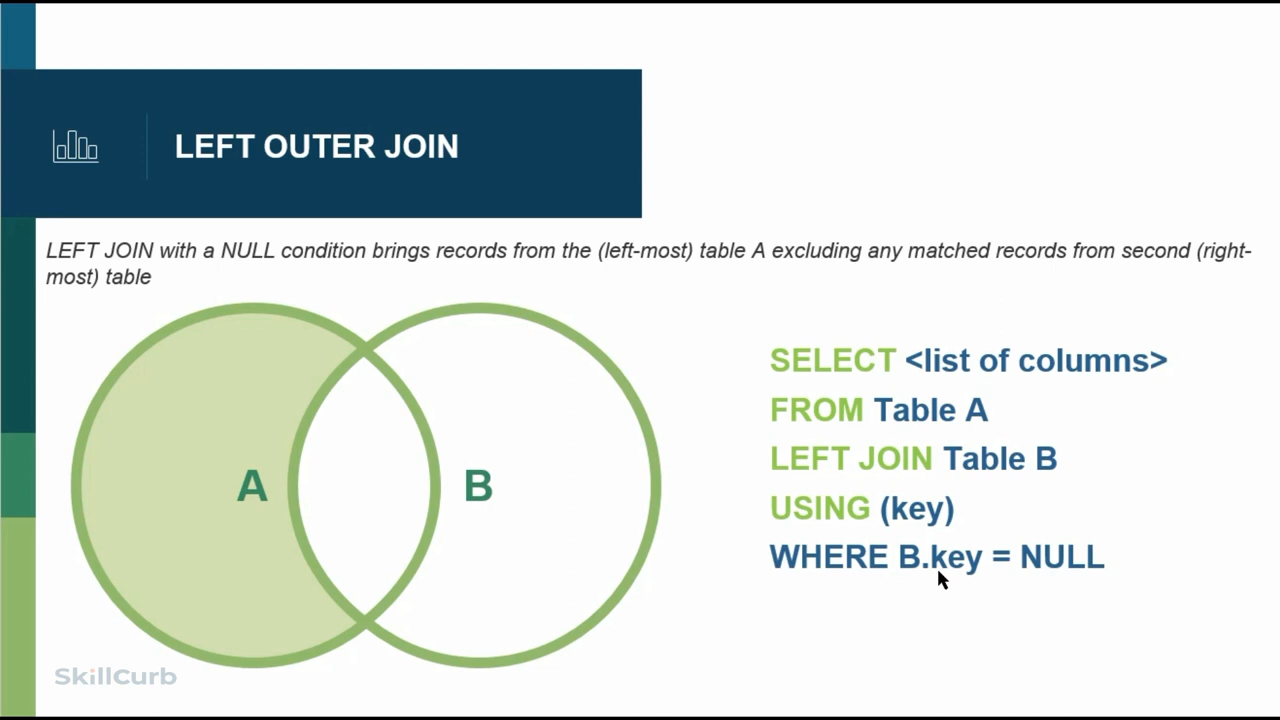 LEFT OUTER JOIN
LEFT JOIN with a NULL condition brings records from the (left-most) table A excluding any matched records from second (right-
most) table
A
B
SELECT <list of columns>
FROM Table A
LEFT JOIN Table B
USING (key)
WHERE B.key = NULL
SkillCurb